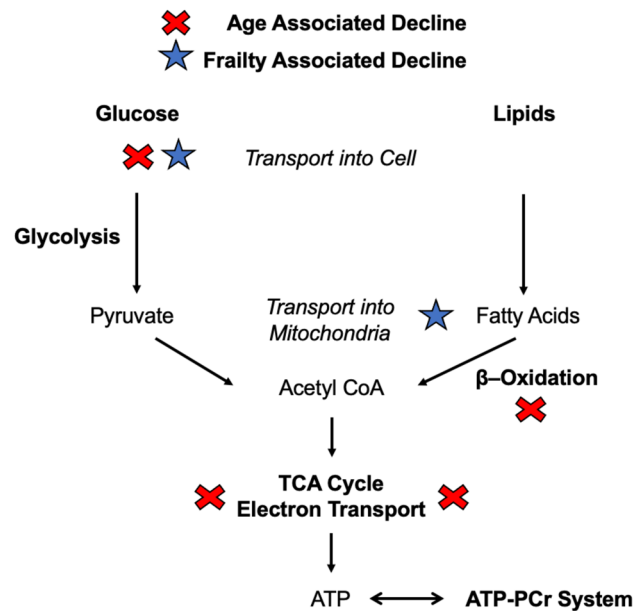 Age Associated Decline
Frailty Associated Decline
Glucose
Lipids
Transport into Cell
Glycolysis
Pyruvate
Transport into
Mitochondria
Fatty Acids
Acetyl CoA
β–Oxidation
TCA Cycle
Electron Transport
ATP
ATP-PCr System